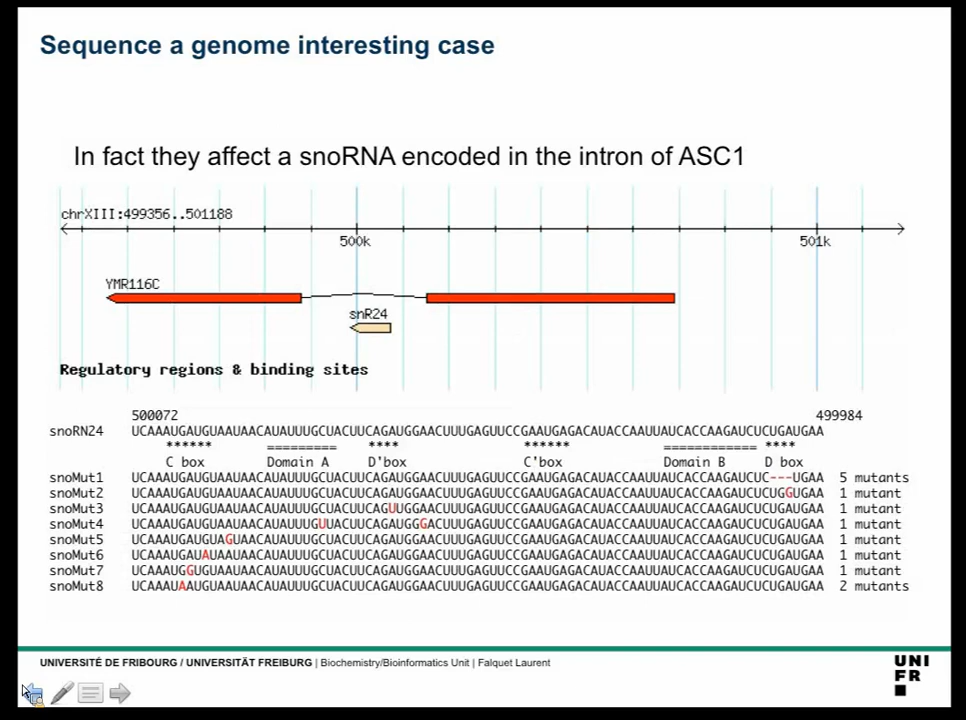 Sequence a genome interesting case
In fact they affect a snoRNA encoded in the intron of ASC1
chrXIII:499356..501188
500k 501k
YMR116C
snR24
Regulatory regions & binding sites
500072 499984
snoRN24 UCAAAUGAUGUAAUAACAUAUUUGCUACUUCAGAUGGAACUUUGAGUUCCGAAUGAGACAUACCAAUUAUCACCAAGAUCUCUGAUGAA
****** ========= **** ****** ============ ****
C box Domain A D'box C'box Domain B D box
snoMut1 UCAAAUGAUGUAAUAACAUAUUUGCUACUUCAGAUGGAACUUUGAGUUCCGAAUGAGACAUACCAAUUAUCACCAAGAUCUC---UGAA 5 mutants
snoMut2 UCAAAUGAUGUAAUAACAUAUUUGCUACUUCAGAUGGAACUUUGAGUUCCGAAUGAGACAUACCAAUUAUCACCAAGAUCUCUGGUGAA 1 mutant
snoMut3 UCAAAUGAUGUAAUAACAUAUUUGCUACUUCAGUUGGAACUUUGAGUUCCGAAUGAGACAUACCAAUUAUCACCAAGAUCUCUGAUGAA 1 mutant
snoMut4 UCAAAUGAUGUAAUAACAUAUUUGUUACUUCAGAUGGGACUUUGAGUUCCGAAUGAGACAUACCAAUUAUCACCAAGAUCUCUGAUGAA 1 mutant
snoMut5 UCAAAUGAUGUAGUAACAUAUUUGCUACUUCAGAUGGAACUUUGAGUUCCGAAUGAGACAUACCAAUUAUCACCAAGAUCUCUGAUGAA 1 mutant
snoMut6 UCAAAUGAUAUAAUAACAUAUUUGCUACUUCAGAUGGAACUUUGAGUUCCGAAUGAGACAUACCAAUUAUCACCAAGAUCUCUGAUGAA 1 mutant
snoMut7 UCAAAUGGUGUAAUAACAUAUUUGCUACUUCAGAUGGAACUUUGAGUUCCGAAUGAGACAUACCAAUUAUCACCAAGAUCUCUGAUGAA 1 mutant
snoMut8 UCAAAUAAUGUAAUAACAUAUUUGCUACUUCAGAUGGAACUUUGAGUUCCGAAUGAGACAUACCAAUUAUCACCAAGAUCUCUGAUGAA 2 mutants
UNIVERSITÉ DE FRIBOURG / UNIVERSITÄT FREIBURG | Biochemistry/Bioinformatics Unit | Falquet Laurent
UNI
FR